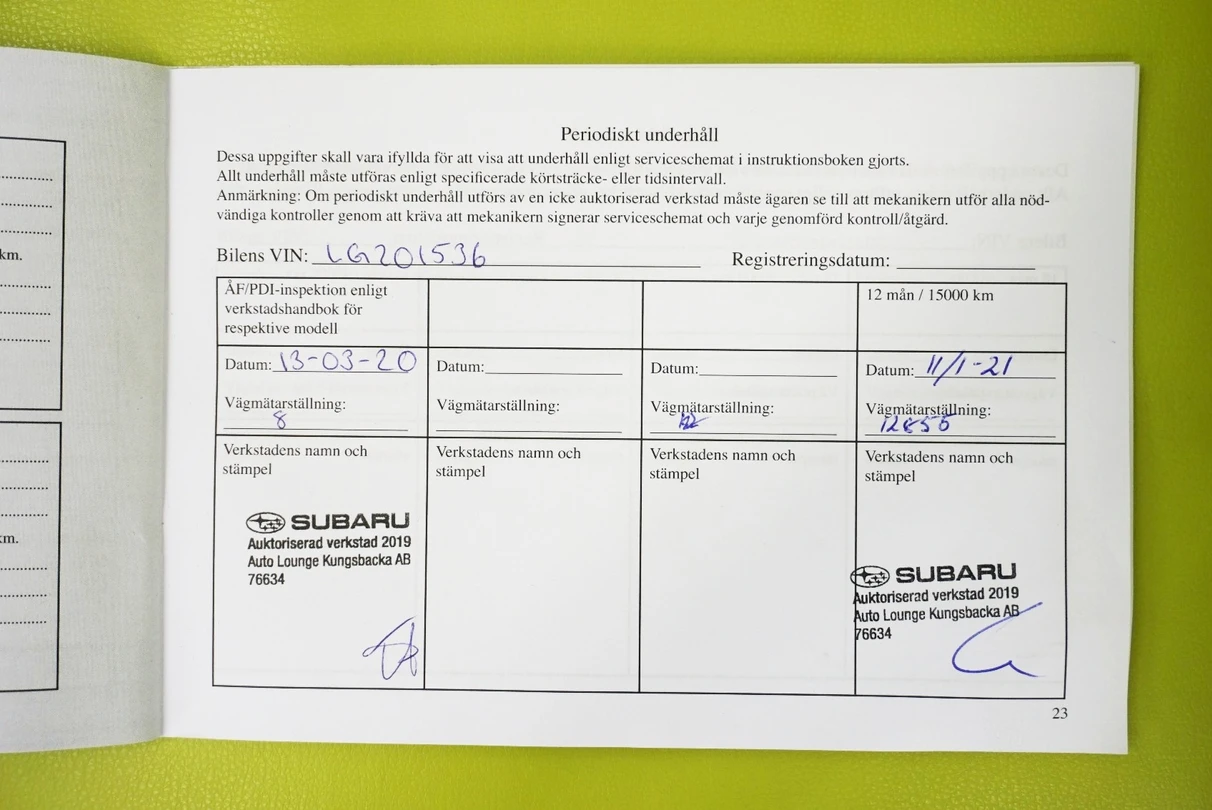 km.
km.
Periodiskt underhåll
Dessa uppgifter skall vara ifyllda för att visa att underhåll enligt serviceschemat i instruktionsboken gjorts.
Allt underhåll måste utföras enligt specificerade körtsträcke- eller tidsintervall.
Anmärkning: Om periodiskt underhåll utförs av en icke auktoriserad verkstad måste ägaren se till att mekanikern utför alla nöd-
vändiga kontroller genom att kräva att mekanikern signerar serviceschemat och varje genomförd kontroll/åtgärd.
Bilens VIN: LG201536 Registreringsdatum:
ÅF/PDI-inspektion enligt
verkstadshandbok för
respektive modell
Datum: 13-03-20
Vägmätarställning:
8
Verkstadens namn och
stämpel
SUBARU
Auktoriserad verkstad 2019
Auto Lounge Kungsbacka AB
76634
Datum:
Vägmätarställning:
Verkstadens namn och
stämpel
Datum:
Vägmätarställning:
Verkstadens namn och
stämpel
12 mån / 15000 km
Datum: 11/1-21
Vägmätarställning:
Verkstadens namn och
stämpel
SUBARU
Auktoriserad verkstad 2019
Auto Lounge Kungsbacka AB
76634
23